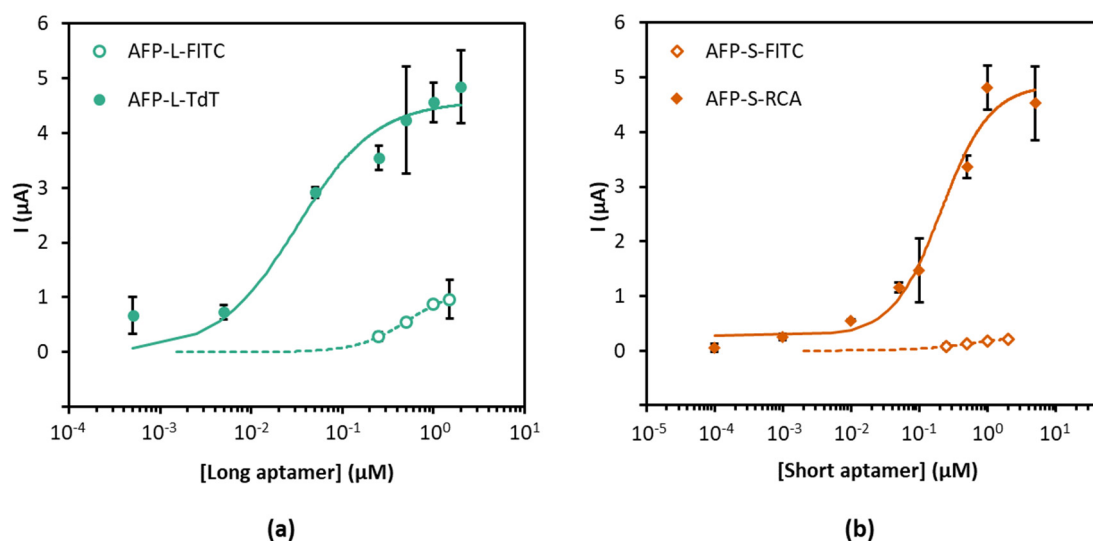 6
5
4
3
2
1
0
I (µA)
AFP-L-FITC
AFP-L-TdT
10⁻⁴ 10⁻³ 10⁻² 10⁻¹ 10⁰ 10¹
[Long aptamer] (µM)
(a)
6
5
4
3
2
1
0
I (µA)
AFP-S-FITC
AFP-S-RCA
10⁻⁵ 10⁻⁴ 10⁻³ 10⁻² 10⁻¹ 10⁰ 10¹
[Short aptamer] (µM)
(b)